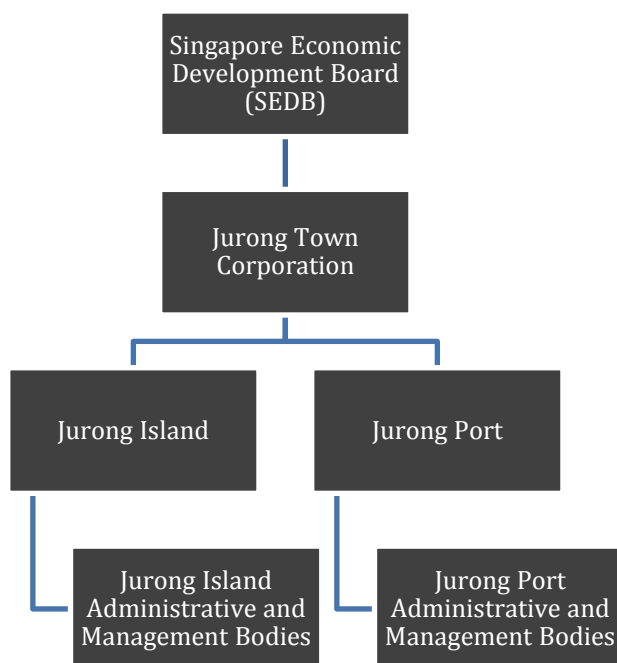 Singapore Economic
Development Board
(SEDB)
Jurong Town
Corporation
Jurong Island
Jurong Port
Jurong Island
Administrative and
Management Bodies
Jurong Port
Administrative and
Management Bodies